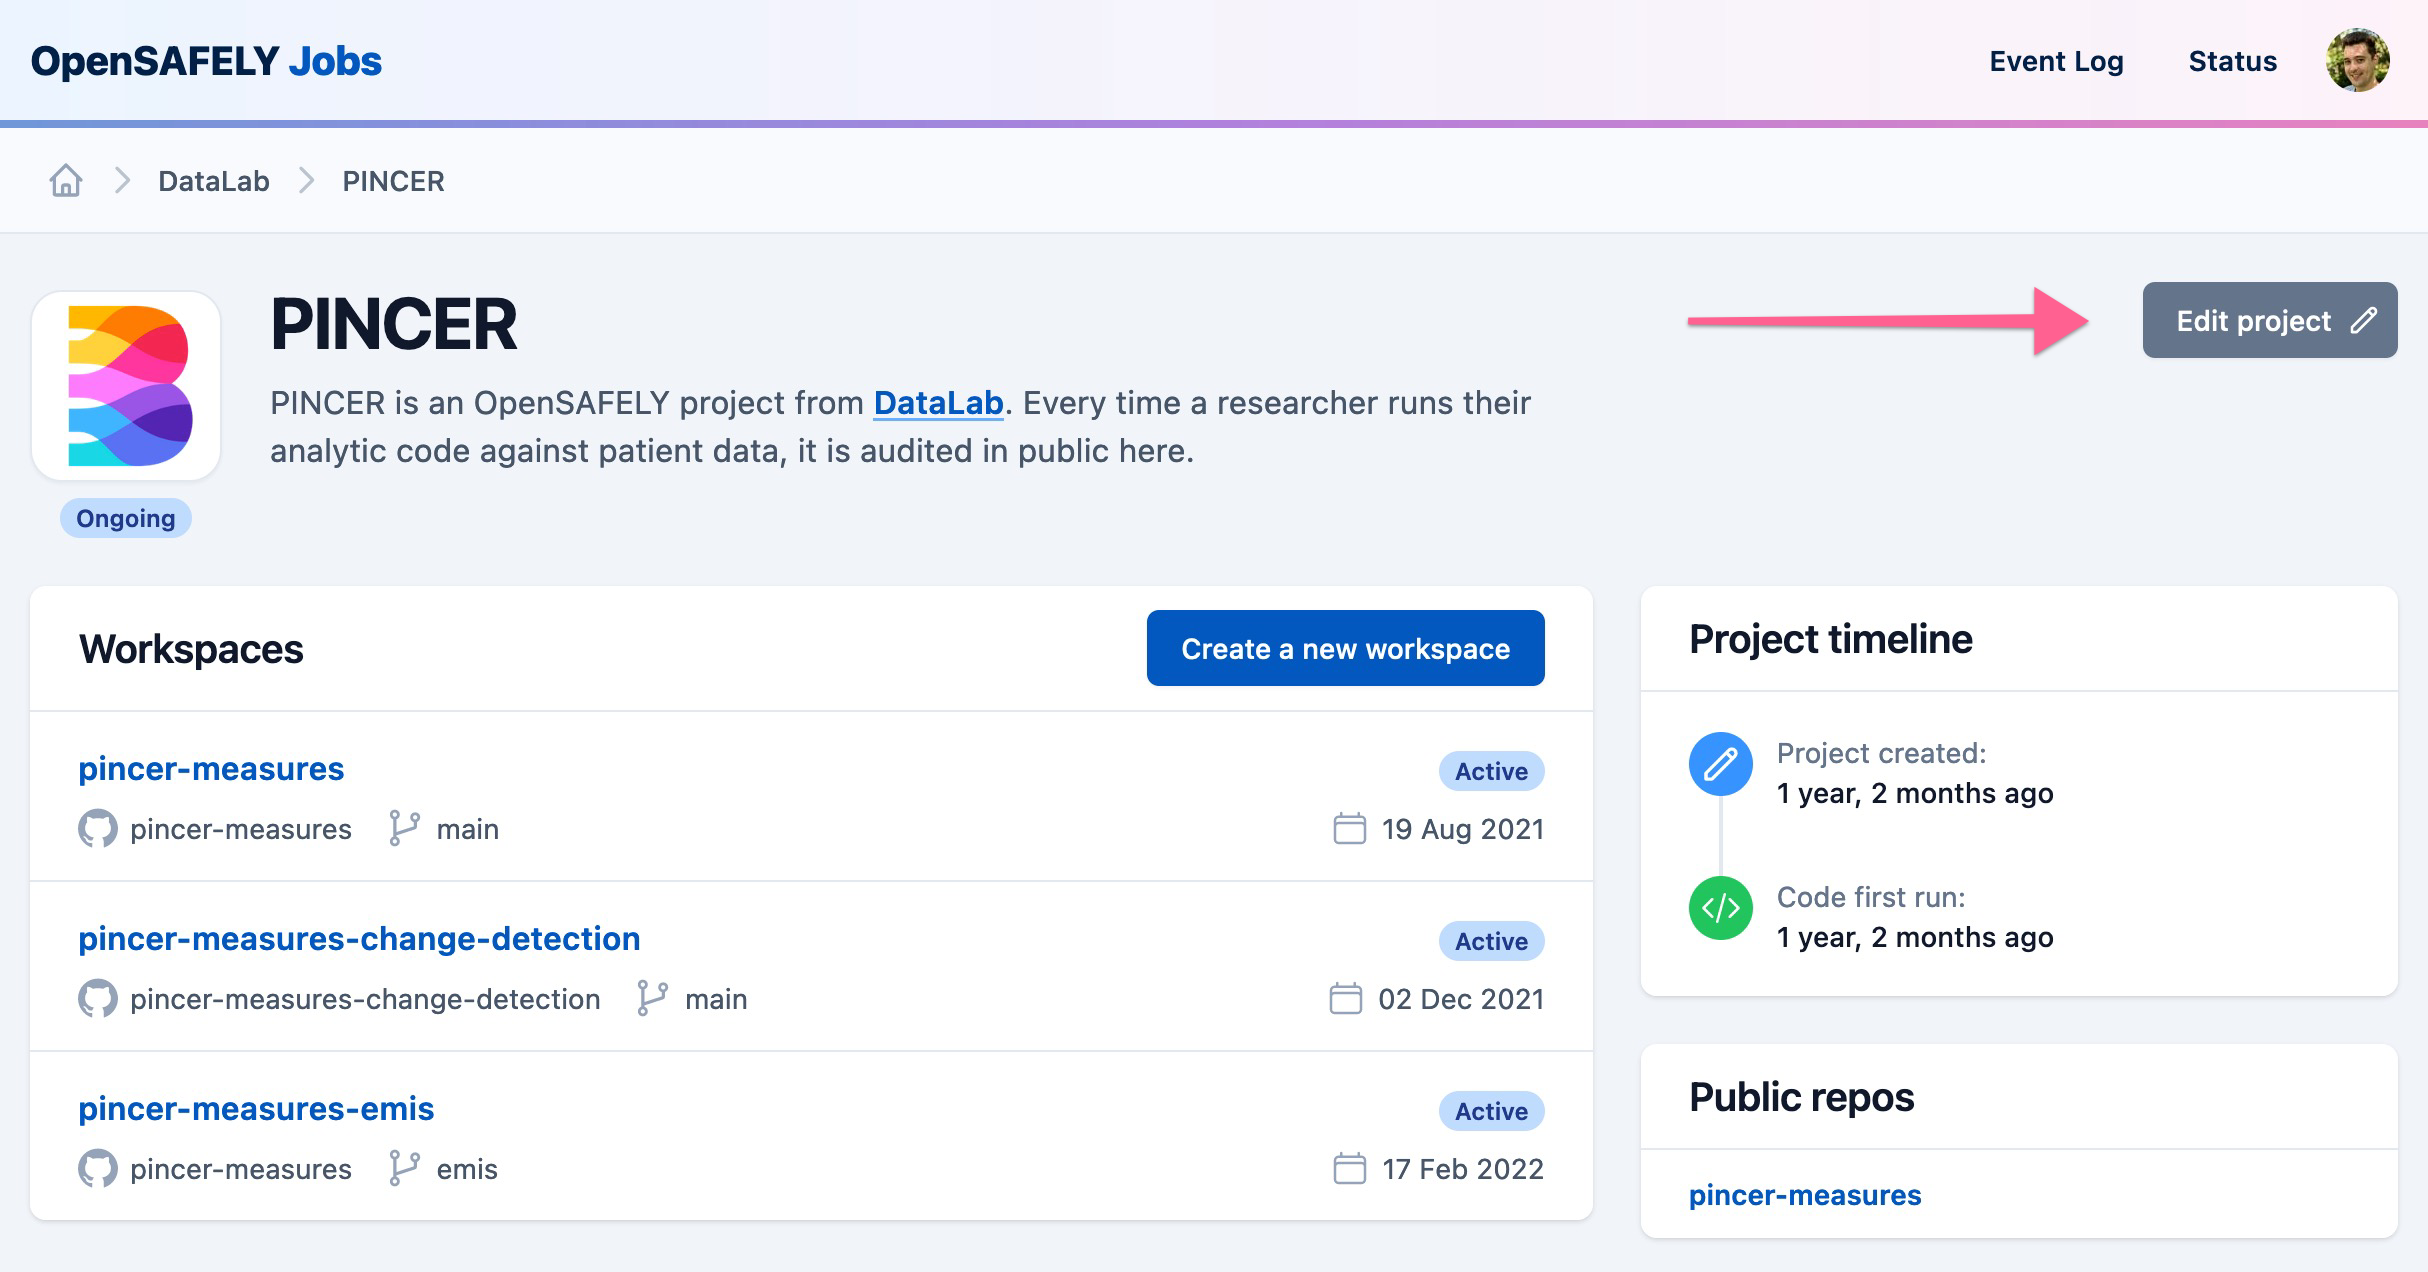 OpenSAFELY Jobs
Event Log
Status
DataLab
PINCER
PINCER
Edit project
PINCER is an OpenSAFELY project from DataLab. Every time a researcher runs their
analytic code against patient data, it is audited in public here.
Ongoing
Workspaces
Create a new workspace
pincer-measures
Active
pincer-measures
main
19 Aug 2021
pincer-measures-change-detection
Active
pincer-measures-change-detection
main
02 Dec 2021
pincer-measures-emis
Active
pincer-measures
emis
17 Feb 2022
Project timeline
Project created:
1 year, 2 months ago
Code first run:
1 year, 2 months ago
Public repos
pincer-measures